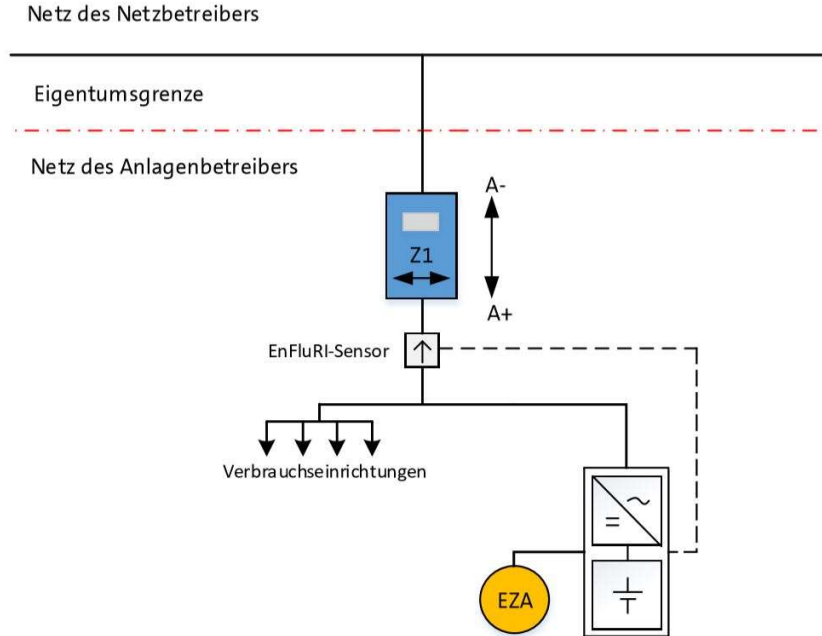 Netz des Netzbetreibers
Eigentumsgrenze
Netz des Anlagenbetreibers
A-
Z1
A+
EnFluRI-Sensor
Verbrauchseinrichtungen
EZA